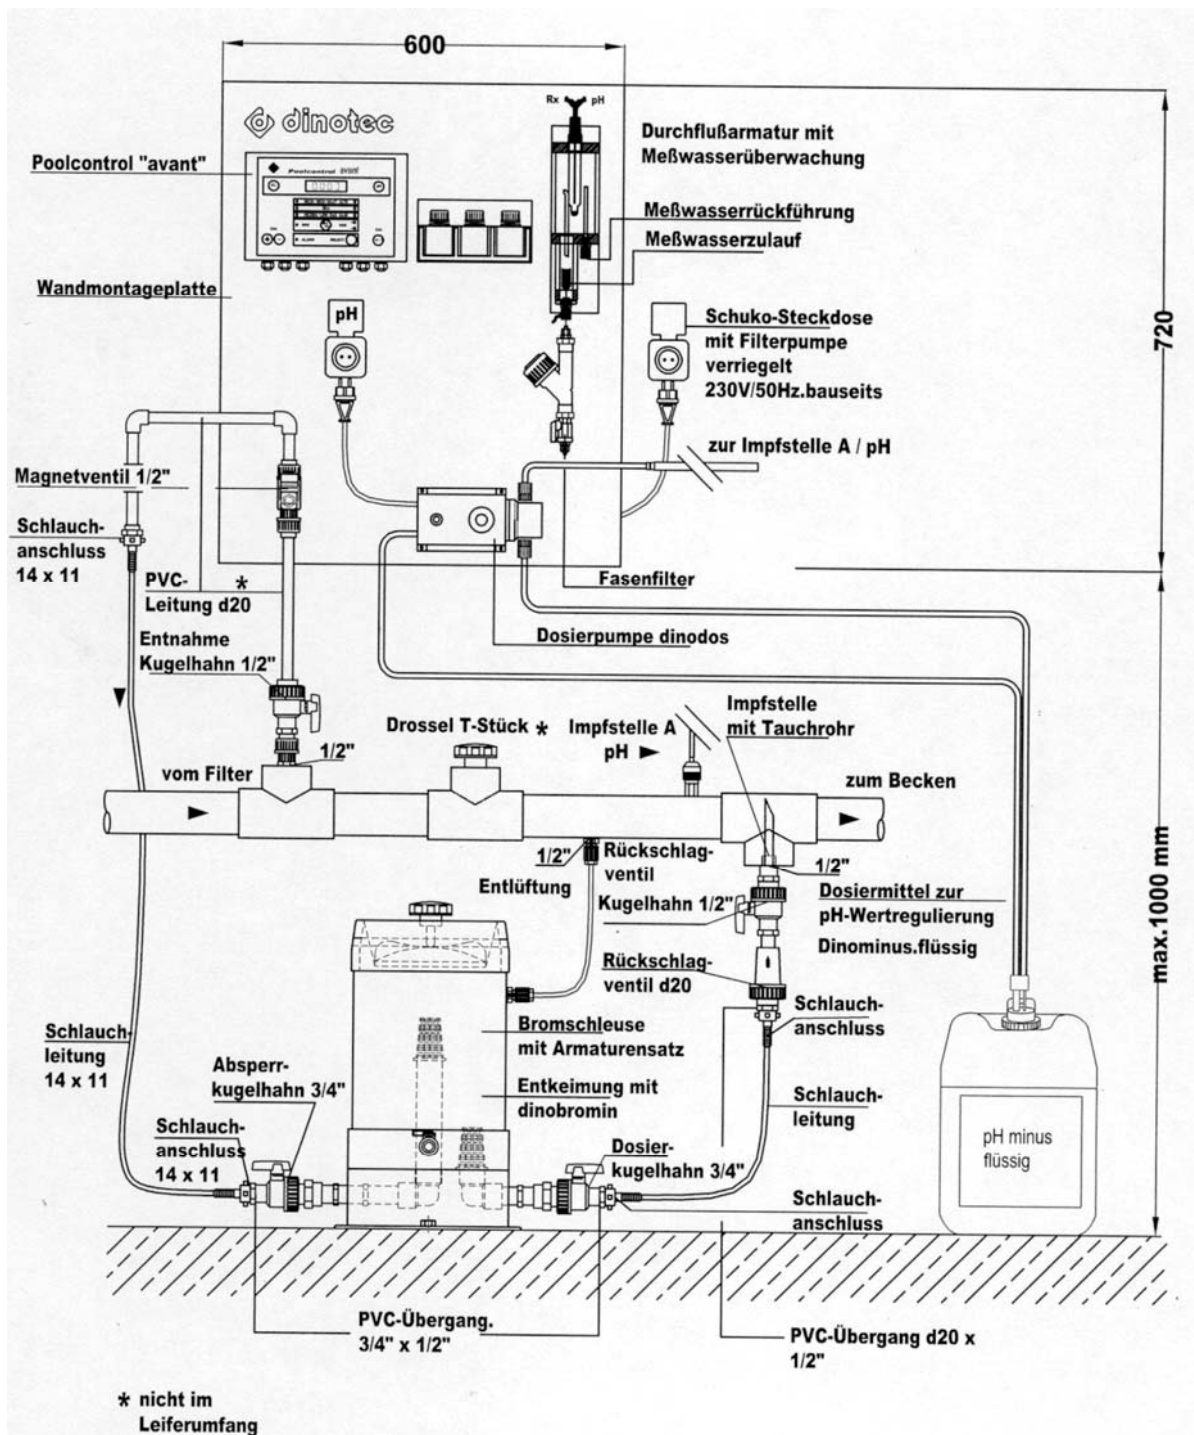 600
Rx pH
dinotec
Durchflußarmatur mit
Meßwasserüberwachung
Poolcontrol "avant"
Poolcontrol avant
Meßwasserrückführung
Meßwasserzulauf
Wandmontageplatte
pH
Schuko-Steckdose
mit Filterpumpe
verriegelt
230V/50Hz.bauseits
720
zur Impfstelle A / pH
Magnetventil 1/2"
Schlauch-
anschluss
14 x 11
PVC- *
Leitung d20
Fasenfilter
Entnahme
Kugelhahn 1/2"
Dosierpumpe dinodos
Impfstelle
mit Tauchrohr
Drossel T-Stück *
Impfstelle A
pH
1/2"
vom Filter
zum Becken
1/2"
Entlüftung
Rückschlag-
ventil
1/2"
Kugelhahn 1/2"
Dosiermittel zur
pH-Wertregulierung
Dinominus.flüssig
max.1000 mm
Rückschlag-
ventil d20
Schlauch-
anschluss
Bromschleuse
mit Armaturensatz
Schlauch-
leitung
14 x 11
Absperr-
kugelhahn 3/4"
Entkeimung mit
dinobromin
Schlauch-
leitung
Schlauch-
anschluss
14 x 11
Dosier-
kugelhahn 3/4"
pH minus
flüssig
Schlauch-
anschluss
PVC-Übergang.
3/4" x 1/2"
PVC-Übergang d20 x
1/2"
* nicht im
Leiferumfang